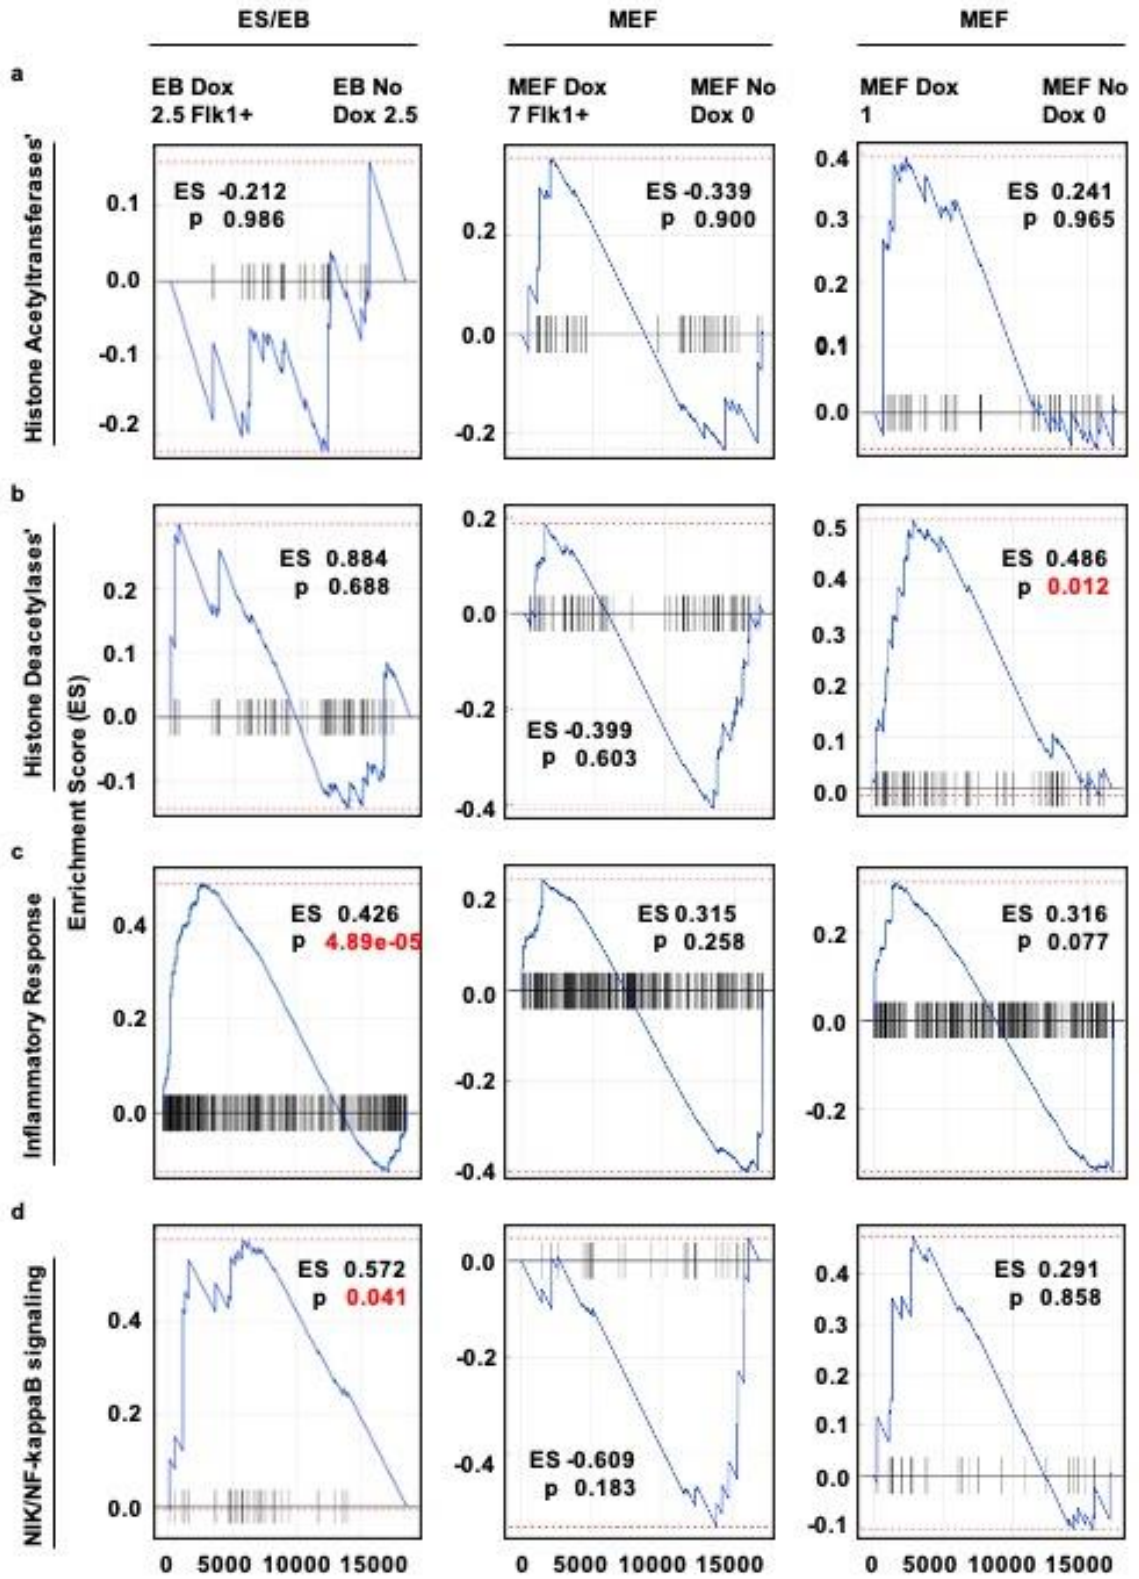 ES/EB MEF MEF
a
EB Dox EB No MEF Dox MEF No MEF Dox MEF No
2.5 Flk1+ Dox 2.5 7 Flk1+ Dox 0 1 Dox 0
Histone Acetyltransferases'
0.1
0.0
-0.1
-0.2
ES -0.212
p 0.986
0.2
0.0
-0.2
ES -0.339
p 0.900
0.4
0.3
0.2
0.1
0.0
ES 0.241
p 0.965
b
Histone Deacetylases'
Enrichment Score (ES)
0.2
0.1
0.0
-0.1
ES 0.884
p 0.688
0.2
0.0
-0.2
-0.4
ES -0.399
p 0.603
0.5
0.4
0.3
0.2
0.1
0.0
ES 0.486
p 0.012
c
Inflammatory Response
0.4
0.2
0.0
ES 0.426
p 4.89e-05
0.2
0.0
-0.2
-0.4
ES 0.315
p 0.258
0.2
0.0
-0.2
ES 0.316
p 0.077
d
NIK/NF-kappaB signaling
0.4
0.2
0.0
ES 0.572
p 0.041
0.0
-0.2
-0.4
ES -0.609
p 0.183
0.4
0.3
0.2
0.1
0.0
-0.1
ES 0.291
p 0.858
0 5000 10000 15000 0 5000 10000 15000 0 5000 10000 15000